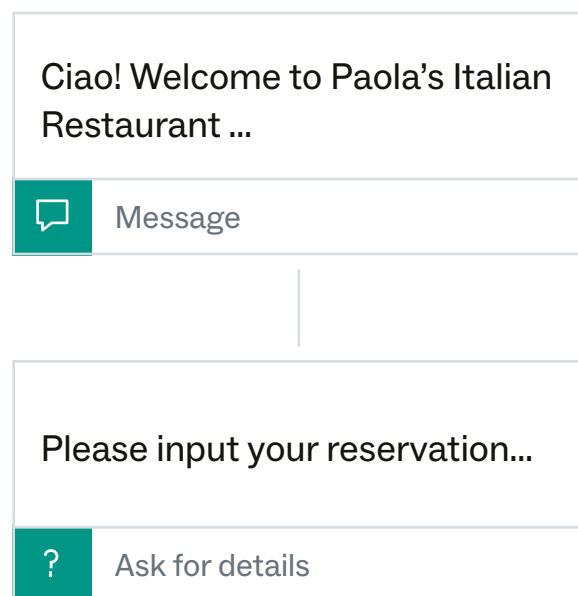 Ciao! Welcome to Paola’s Italian
Restaurant ...
Message
Please input your reservation...
?
Ask for details